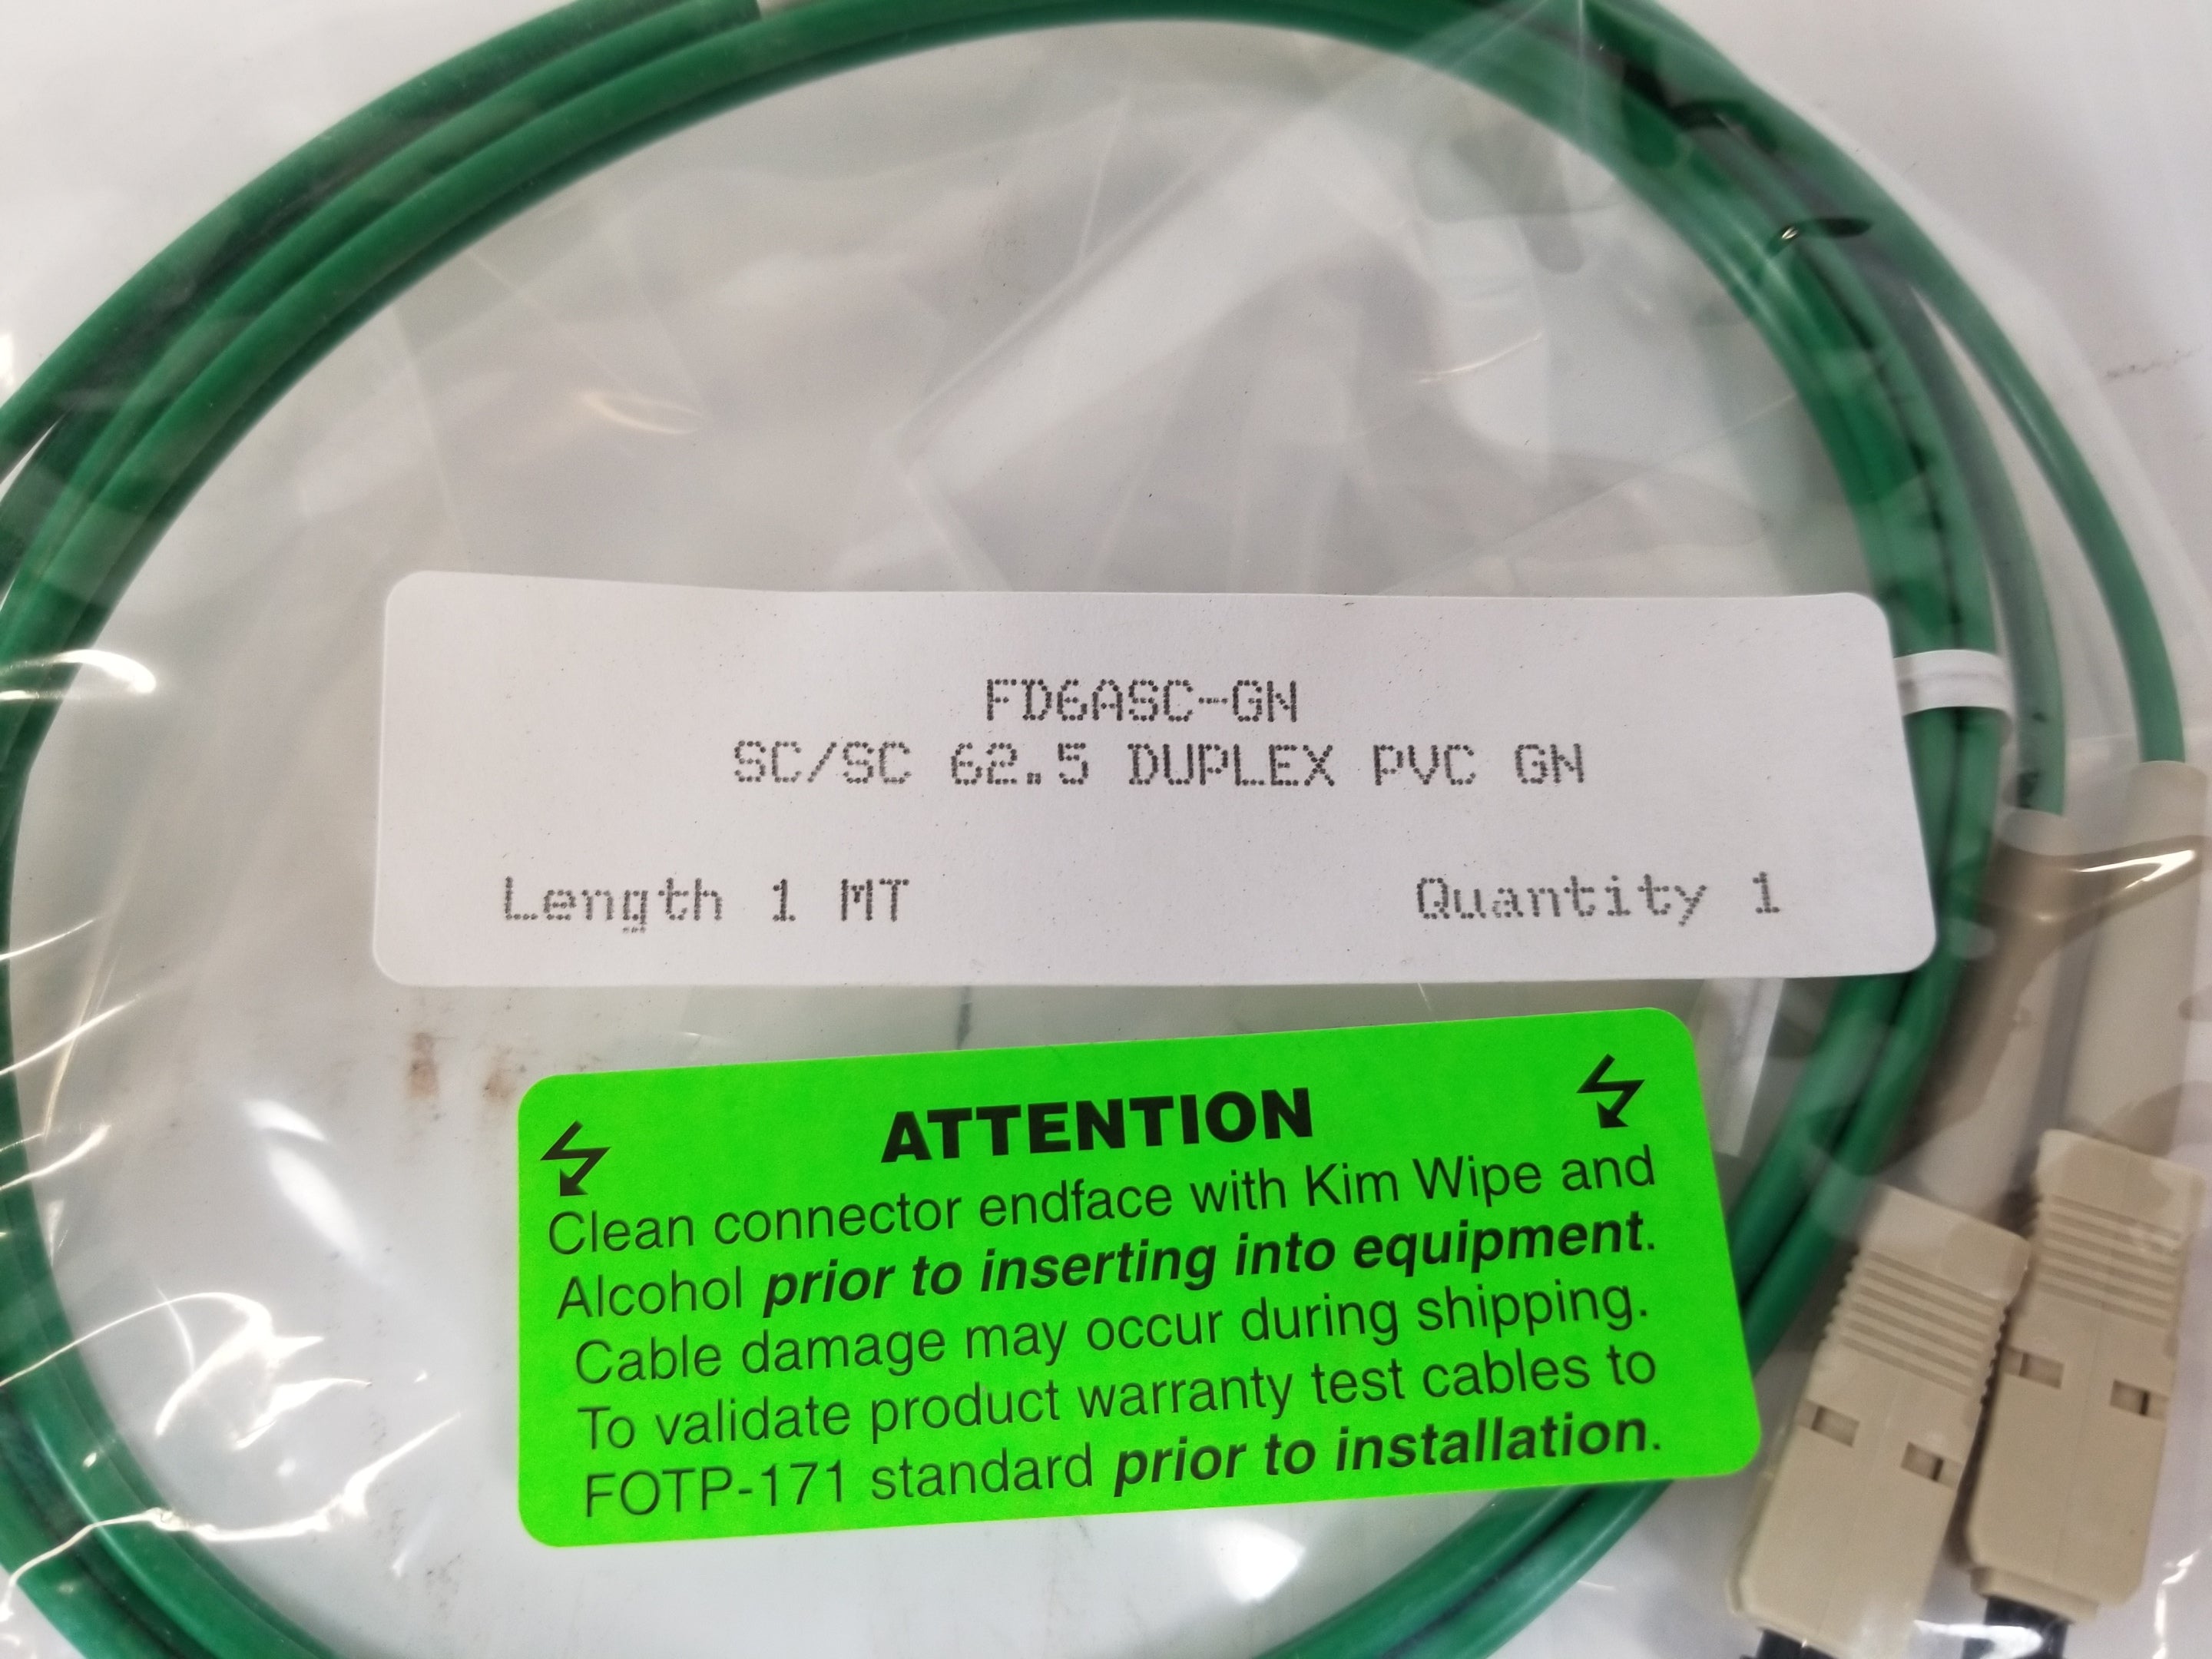 FD6ASC-GN
SC/SC 62.5 DUPLEX PVC GN
Length 1 MT Quantity 1
ATTENTION
Clean connector endface with Kim Wipe and
Alcohol prior to inserting into equipment.
Cable damage may occur during shipping.
To validate product warranty test cables to
FOTP-171 standard prior to installation.